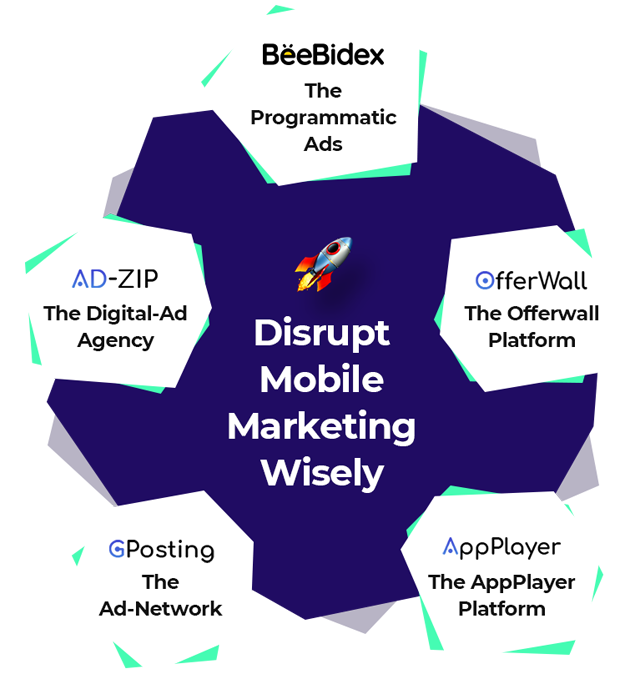 BëeBidex
The
Programmatic
Ads
AD-ZIP
The Digital-Ad
Agency
OfferWall
The Offerwall
Platform
Disrupt
Mobile
Marketing
Wisely
GPosting
The
Ad-Network
AppPlayer
The AppPlayer
Platform